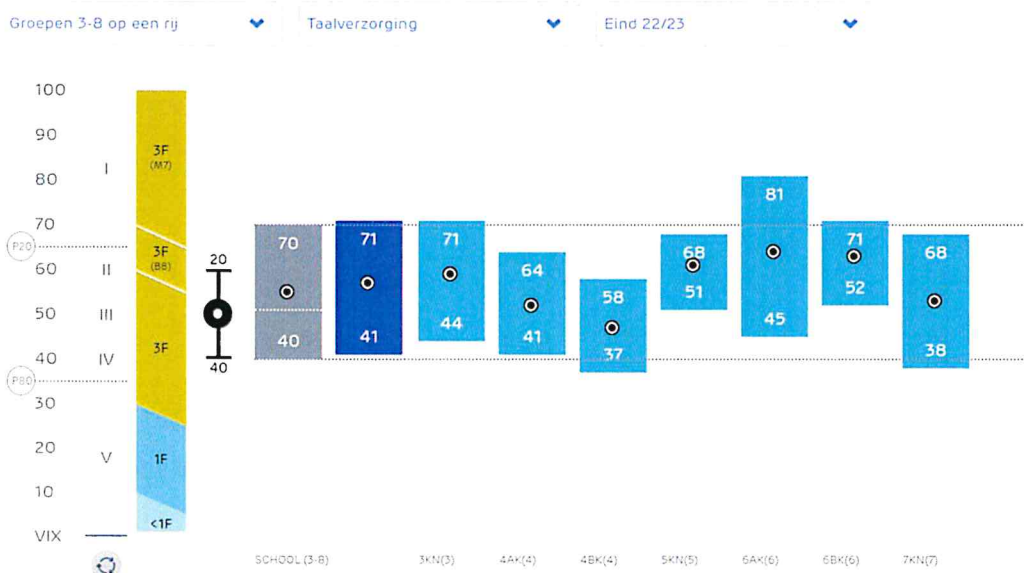 Groepen 3-8 op een rij
Taalverzorging
Eind 22/23
100
90
80
70
60
50
40
30
20
10
VIX
P20
P80
I
II
III
IV
V
3F
(M7)
3F
(B8)
3F
1F
<1F
20
40
70
40
71
41
71
44
64
41
58
37
68
51
81
45
71
52
68
38
SCHOOL (3-8)
3KN(3)
4AK(4)
4BK(4)
5KN(5)
6AK(6)
6BK(6)
7KN(7)